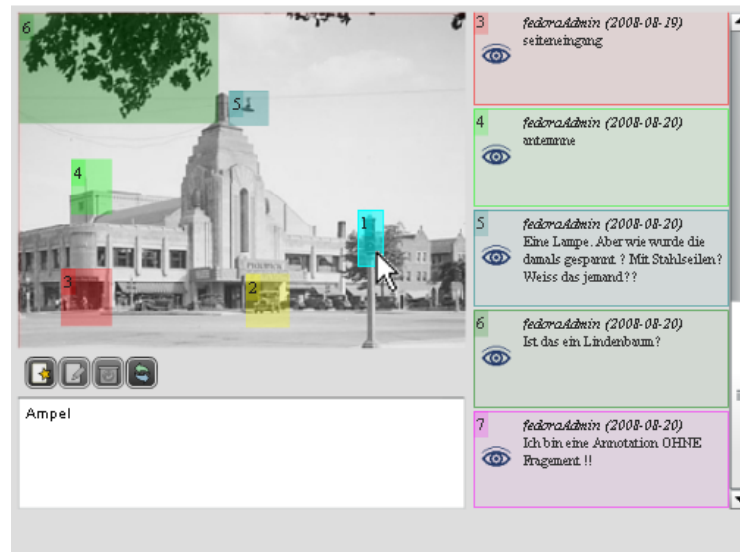 6
5
4
1
3
2
Ampel
3
fedoraAdmin (2008-08-19)
seiteneingang
4
fedoraAdmin (2008-08-20)
antennne
5
fedoraAdmin (2008-08-20)
Eine Lampe. Aber wie wurde die
damals gespannt ? Mit Stahlseilen?
Weiss das jemand??
6
fedoraAdmin (2008-08-20)
Ist das ein Lindenbaum?
7
fedoraAdmin (2008-08-20)
Ich bin eine Annotation OHNE
Fragement !!